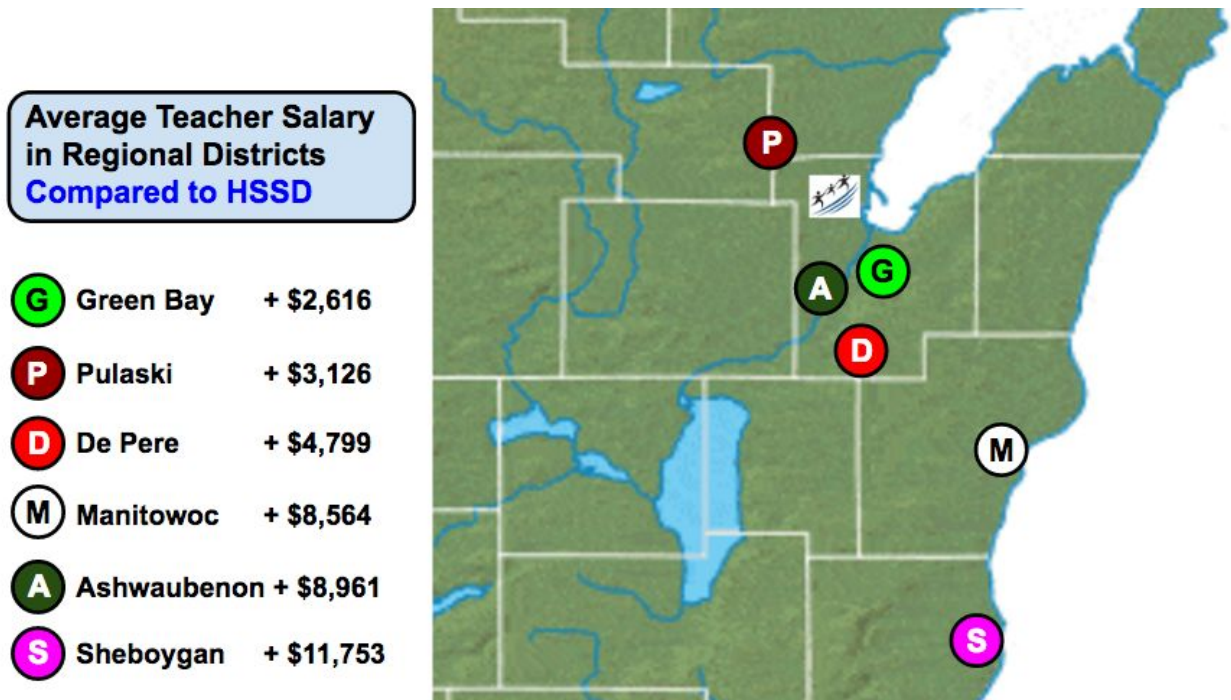 Average Teacher Salary
in Regional Districts
Compared to HSSD
G Green Bay + $2,616
P Pulaski + $3,126
D De Pere + $4,799
M Manitowoc + $8,564
A Ashwaubenon + $8,961
S Sheboygan + $11,753
P
G
A
D
M
S